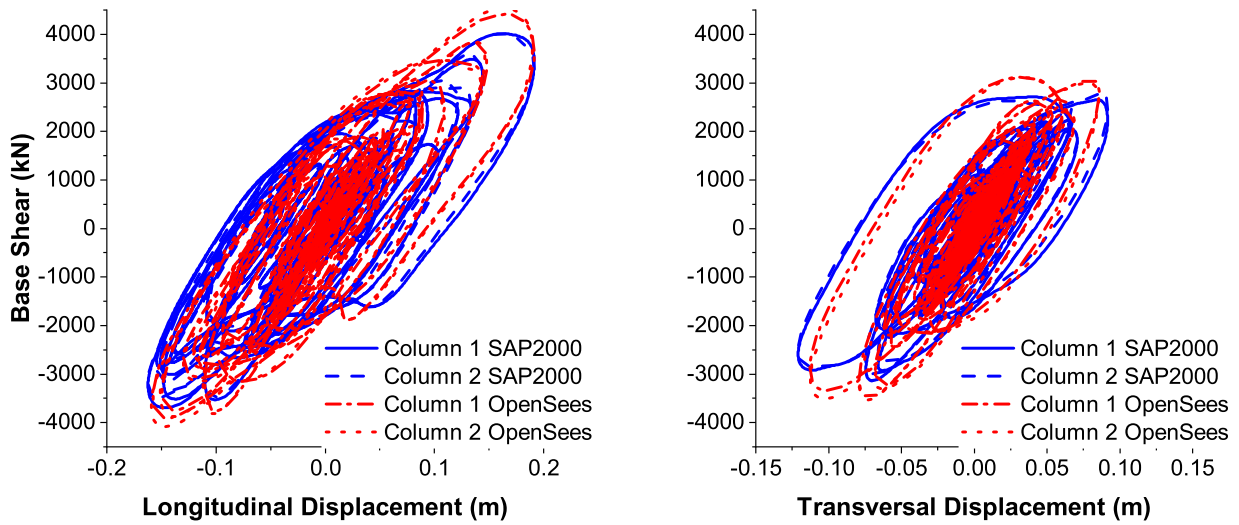 4000
3000
2000
1000
0
-1000
-2000
-3000
-4000
Base Shear (kN)
Column 1 SAP2000
Column 2 SAP2000
Column 1 OpenSees
Column 2 OpenSees
-0.2 -0.1 0.0 0.1 0.2
Longitudinal Displacement (m)
4000
3000
2000
1000
0
-1000
-2000
-3000
-4000
Column 1 SAP2000
Column 2 SAP2000
Column 1 OpenSees
Column 2 OpenSees
-0.15 -0.10 -0.05 0.00 0.05 0.10 0.15
Transversal Displacement (m)